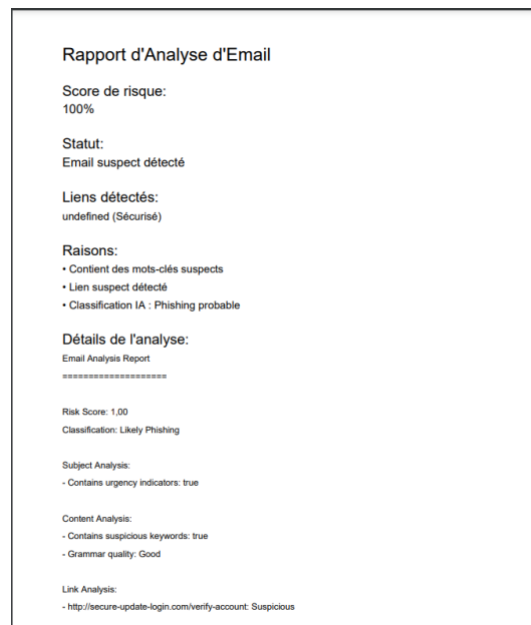 Rapport d'Analyse d'Email
Score de risque:
100%
Statut:
Email suspect détecté
Liens détectés:
undefined (Sécurisé)
Raisons:
• Contient des mots-clés suspects
• Lien suspect détecté
• Classification IA : Phishing probable
Détails de l'analyse:
Email Analysis Report
====================
Risk Score: 1,00
Classification: Likely Phishing
Subject Analysis:
- Contains urgency indicators: true
Content Analysis:
- Contains suspicious keywords: true
- Grammar quality: Good
Link Analysis:
- http://secure-update-login.com/verify-account: Suspicious